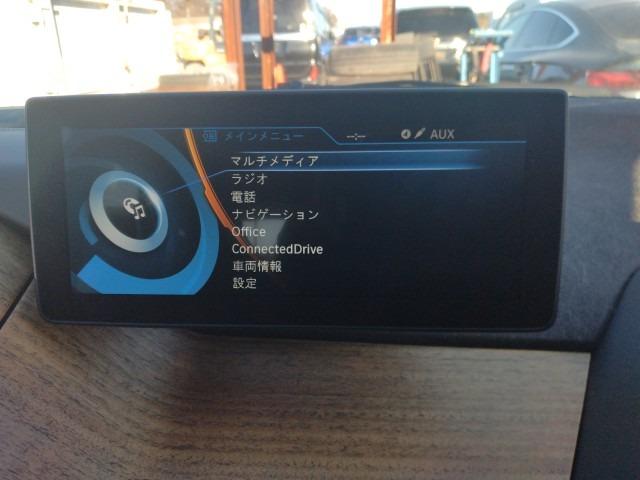 メインメニュー --:-- AUX
マルチメディア
ラジオ
電話
ナビゲーション
Office
ConnectedDrive
車両情報
設定